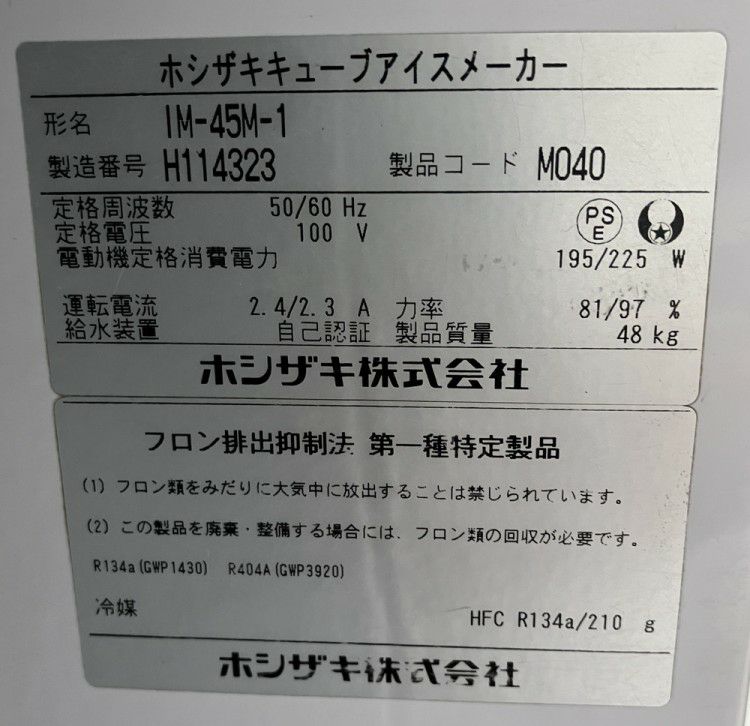 ホシザキキューブアイスメーカー
形名 IM-45M-1
製造番号 H114323 製品コード M040
定格周波数 50/60 Hz
定格電圧 100 V
PS E
電動機定格消費電力 195/225 W
運転電流 2.4/2.3 A 力率 81/97 %
給水装置 自己認証 製品質量 48 kg
ホシザキ株式会社
フロン排出抑制法 第一種特定製品
(1) フロン類をみだりに大気中に放出することは禁じられています。
(2) この製品を廃棄・整備する場合には、フロン類の回収が必要です。
R134a(GWP1430) R404A(GWP3920)
冷媒 HFC R134a/210 g
ホシザキ株式会社